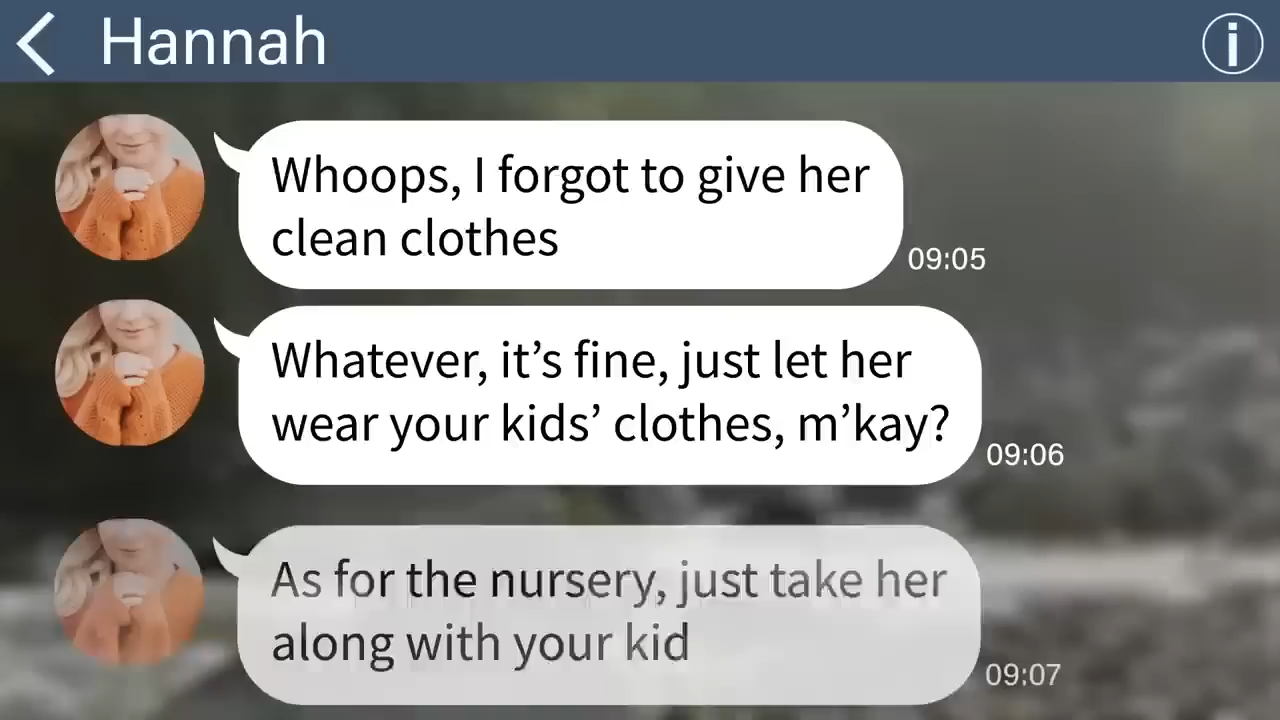 Hannah
Whoops, I forgot to give her
clean clothes
09:05
Whatever, it’s fine, just let her
wear your kids’ clothes, m’kay?
09:06
As for the nursery, just take her
along with your kid
09:07